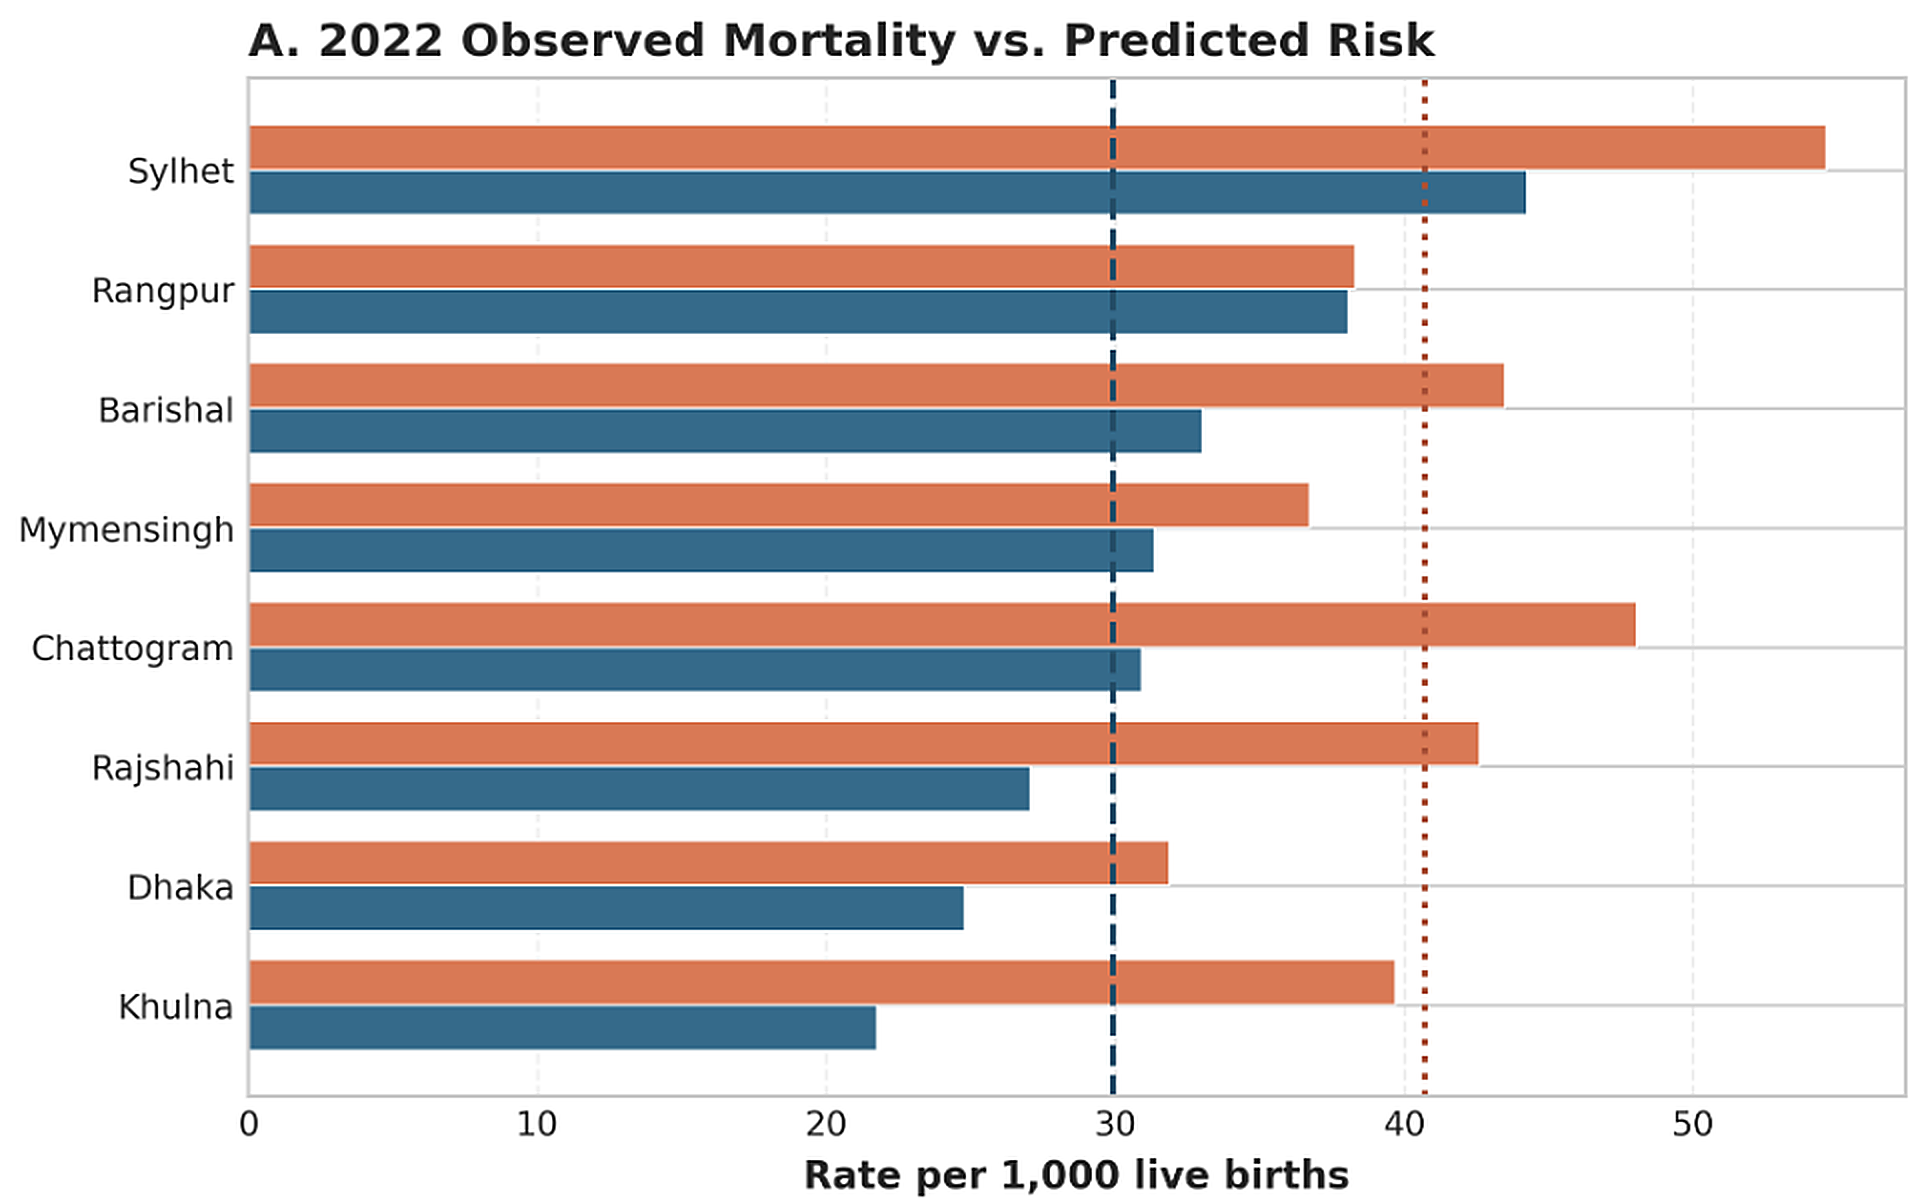 A. 2022 Observed Mortality vs. Predicted Risk
Sylhet
Rangpur
Barishal
Mymensingh
Chattogram
Rajshahi
Dhaka
Khulna
0 10 20 30 40 50
Rate per 1,000 live births